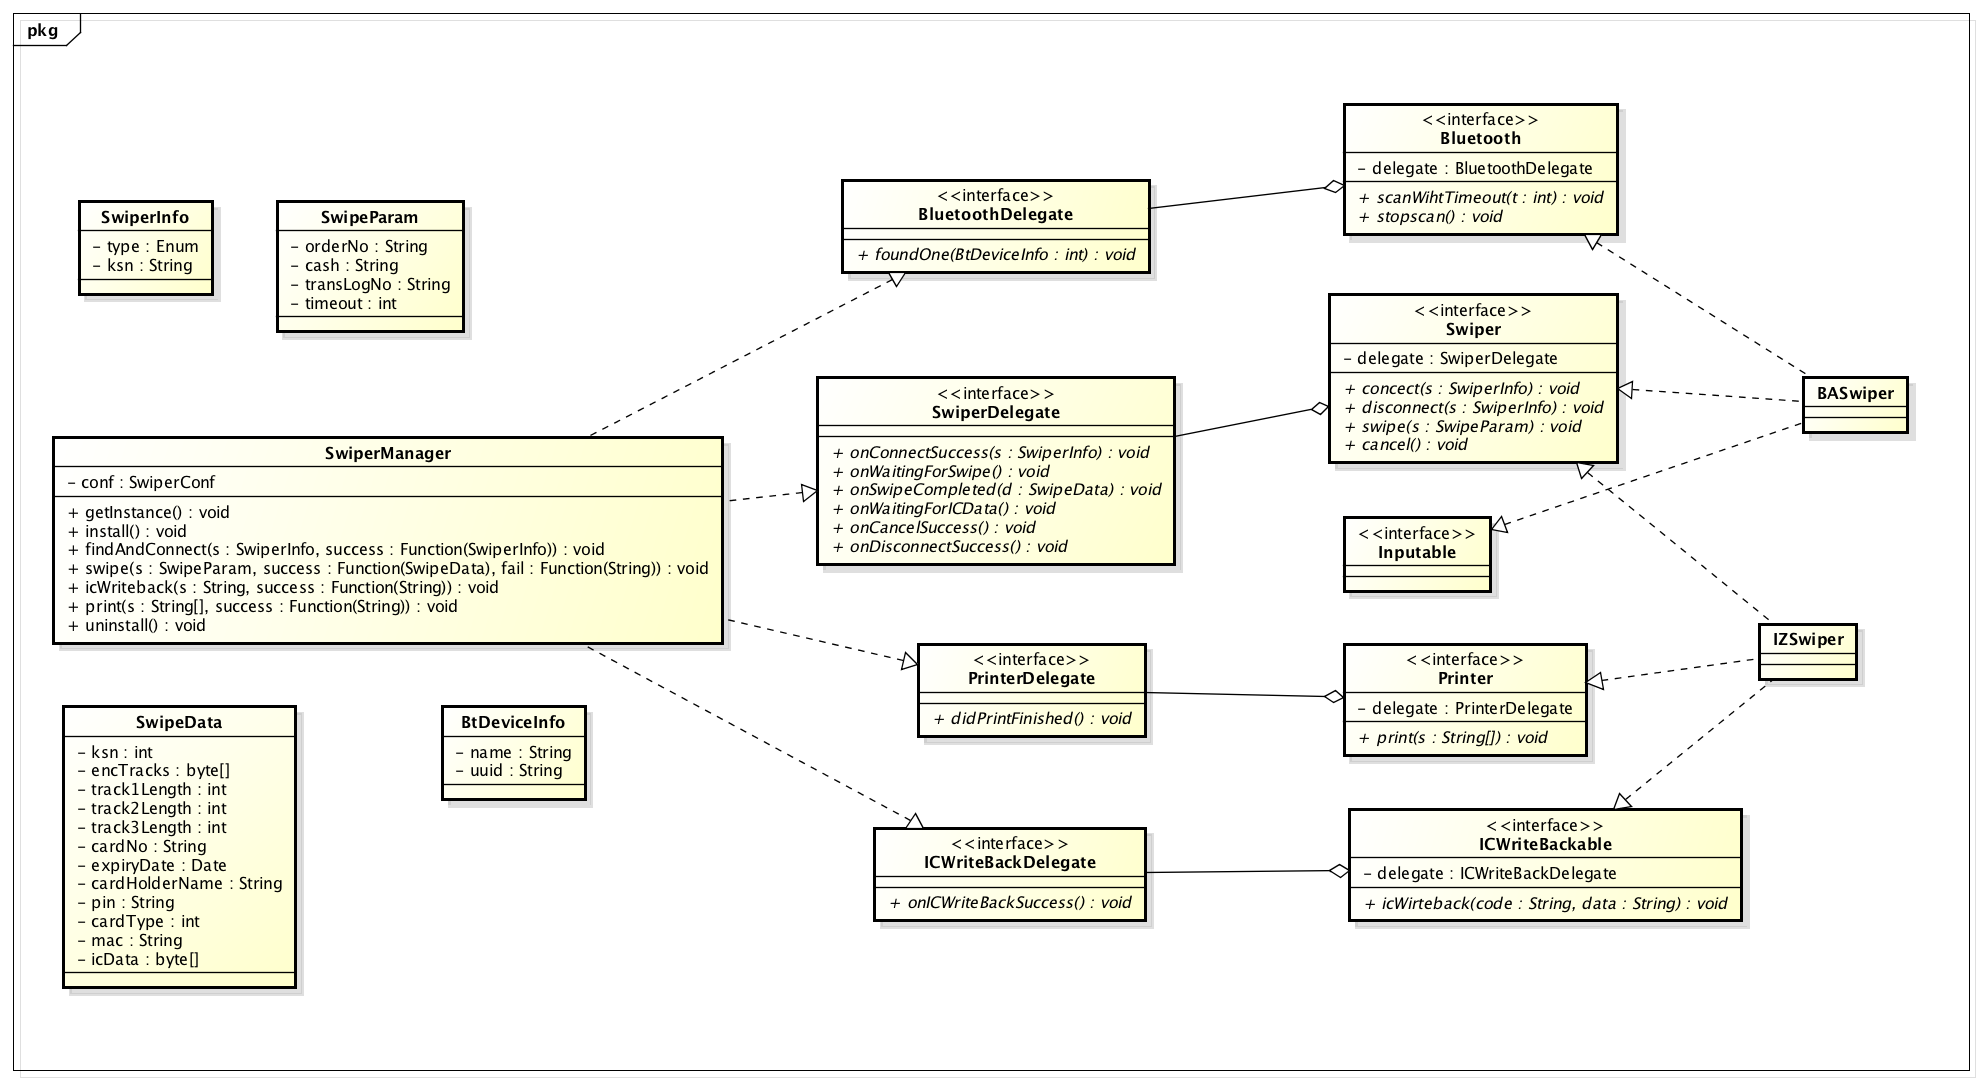 pkg
SwiperInfo
− type : Enum
− ksn : String
SwipeParam
− orderNo : String
− cash : String
− transLogNo : String
− timeout : int
<<interface>>
BluetoothDelegate
+ foundOne(BtDeviceInfo : int) : void
<<interface>>
Bluetooth
− delegate : BluetoothDelegate
+ scanWihtTimeout(t : int) : void
+ stopscan() : void
SwiperManager
− conf : SwiperConf
+ getInstance() : void
+ install() : void
+ findAndConnect(s : SwiperInfo, success : Function(SwiperInfo)) : void
+ swipe(s : SwipeParam, success : Function(SwipeData), fail : Function(String)) : void
+ icWriteback(s : String, success : Function(String)) : void
+ print(s : String[], success : Function(String)) : void
+ uninstall() : void
<<interface>>
SwiperDelegate
+ onConnectSuccess(s : SwiperInfo) : void
+ onWaitingForSwipe() : void
+ onSwipeCompleted(d : SwipeData) : void
+ onWaitingForICData() : void
+ onCancelSuccess() : void
+ onDisconnectSuccess() : void
<<interface>>
Swiper
− delegate : SwiperDelegate
+ concect(s : SwiperInfo) : void
+ disconnect(s : SwiperInfo) : void
+ swipe(s : SwipeParam) : void
+ cancel() : void
BASwiper
<<interface>>
Inputable
IZSwiper
<<interface>>
PrinterDelegate
+ didPrintFinished() : void
<<interface>>
Printer
− delegate : PrinterDelegate
+ print(s : String[]) : void
SwipeData
− ksn : int
− encTracks : byte[]
− track1Length : int
− track2Length : int
− track3Length : int
− cardNo : String
− expiryDate : Date
− cardHolderName : String
− pin : String
− cardType : int
− mac : String
− icData : byte[]
BtDeviceInfo
− name : String
− uuid : String
<<interface>>
ICWriteBackDelegate
+ onICWriteBackSuccess() : void
<<interface>>
ICWriteBackable
− delegate : ICWriteBackDelegate
+ icWirteback(code : String, data : String) : void